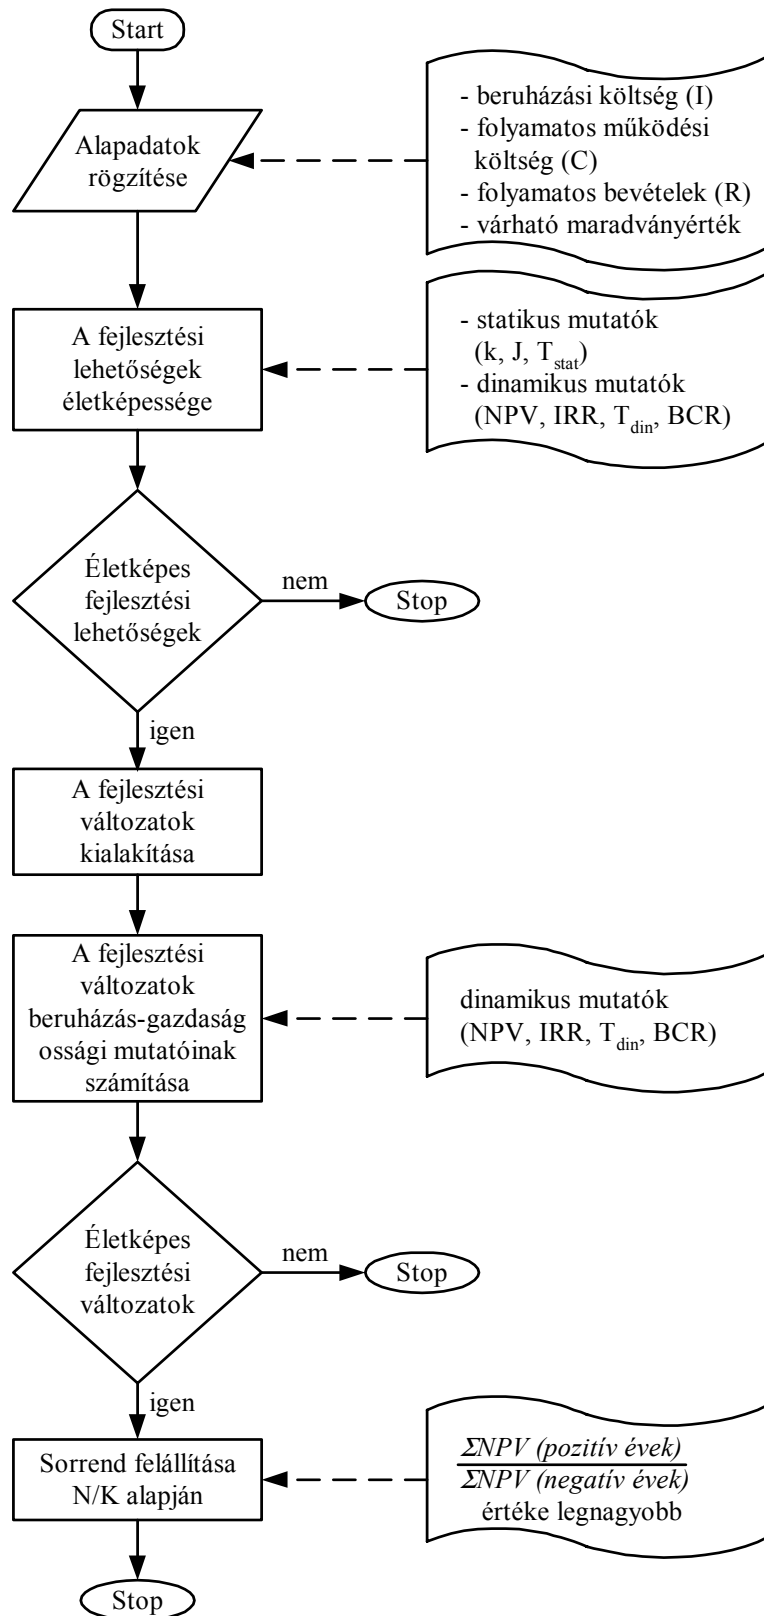 Start
Alapadatok
rögzítése
- beruházási költség (I)
- folyamatos működési
költség (C)
- folyamatos bevételek (R)
- várható maradványérték
A fejlesztési
lehetőségek
életképessége
- statikus mutatók
(k, J, Tstat)
- dinamikus mutatók
(NPV, IRR, Tdin, BCR)
Életképes
fejlesztési
lehetőségek
nem
Stop
igen
A fejlesztési
változatok
kialakítása
A fejlesztési
változatok
beruházás-gazdaság
ossági mutatóinak
számítása
dinamikus mutatók
(NPV, IRR, Tdin, BCR)
Életképes
fejlesztési
változatok
nem
Stop
igen
Sorrend felállítása
N/K alapján
ΣNPV (pozitív évek)
ΣNPV (negatív évek)
értéke legnagyobb
Stop